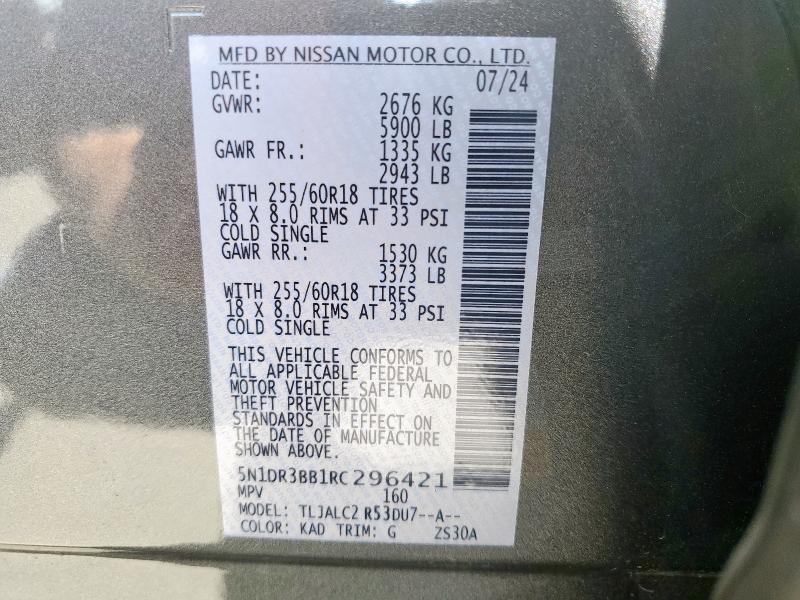 MFD BY NISSAN MOTOR CO., LTD.
DATE: 07/24
GVWR: 2676 KG
5900 LB
GAWR FR.: 1335 KG
2943 LB
WITH 255/60R18 TIRES
18 X 8.0 RIMS AT 33 PSI
COLD SINGLE
GAWR RR.: 1530 KG
3373 LB
WITH 255/60R18 TIRES
18 X 8.0 RIMS AT 33 PSI
COLD SINGLE
THIS VEHICLE CONFORMS TO
ALL APPLICABLE FEDERAL
MOTOR VEHICLE SAFETY AND
THEFT PREVENTION
STANDARDS IN EFFECT ON
THE DATE OF MANUFACTURE
SHOWN ABOVE.
5N1DR3BB1RC296421
MPV 160
MODEL: TLJALC2 R53DU7--A--
COLOR: KAD TRIM: G ZS30A